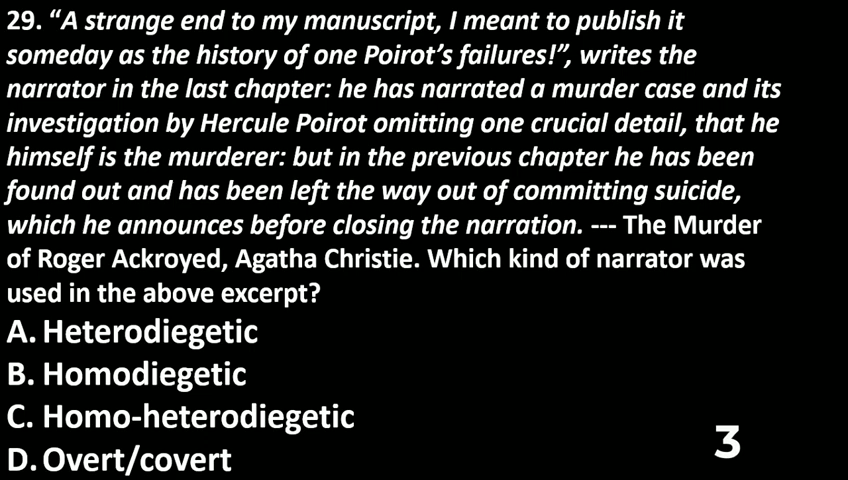 29. “A strange end to my manuscript, I meant to publish it
someday as the history of one Poirot’s failures!”, writes the
narrator in the last chapter: he has narrated a murder case and its
investigation by Hercule Poirot omitting one crucial detail, that he
himself is the murderer: but in the previous chapter he has been
found out and has been left the way out of committing suicide,
which he announces before closing the narration. --- The Murder
of Roger Ackroyed, Agatha Christie. Which kind of narrator was
used in the above excerpt?
A. Heterodiegetic
B. Homodiegetic
C. Homo-heterodiegetic
D. Overt/covert
3